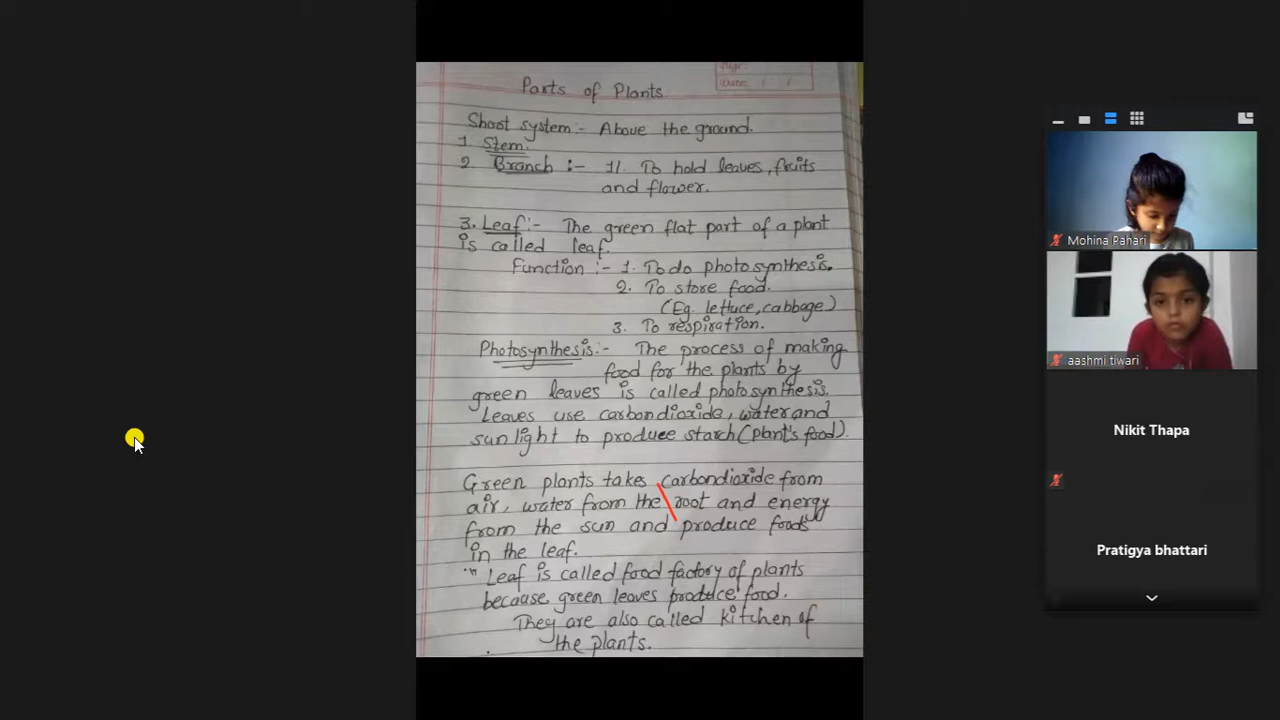 Page:
Date: / /
Parts of Plants
Shoot system:- Above the ground.
1 Stem.
2 Branch :- 1). To hold leaves, fruits
and flower.
3. Leaf:- The green flat part of a plant
is called leaf.
Function :- 1. To do photosynthesis.
2. To store food.
(Eg. lettuce, cabbage)
3. To respiration.
Photosynthesis:- The process of making
food for the plants by
green leaves is called photosynthesis.
Leaves use carbondioxide, water and
sunlight to produce starch (plant's food).
Green plants takes carbondioxide from
air, water from the root and energy
from the sun and produce foods
in the leaf.
" Leaf is called food factory of plants
because green leaves produce food.
They are also called kitchen of
the plants.
Mohina Pahari
aashmi tiwari
Nikit Thapa
Pratigya bhattari